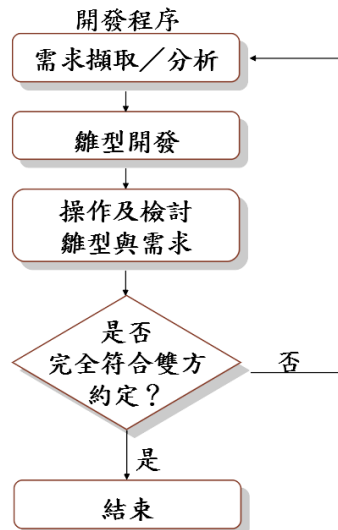 開發程序
需求擷取／分析
雛型開發
操作及檢討
雛型與需求
是否
完全符合雙方
約定？
否
是
結束